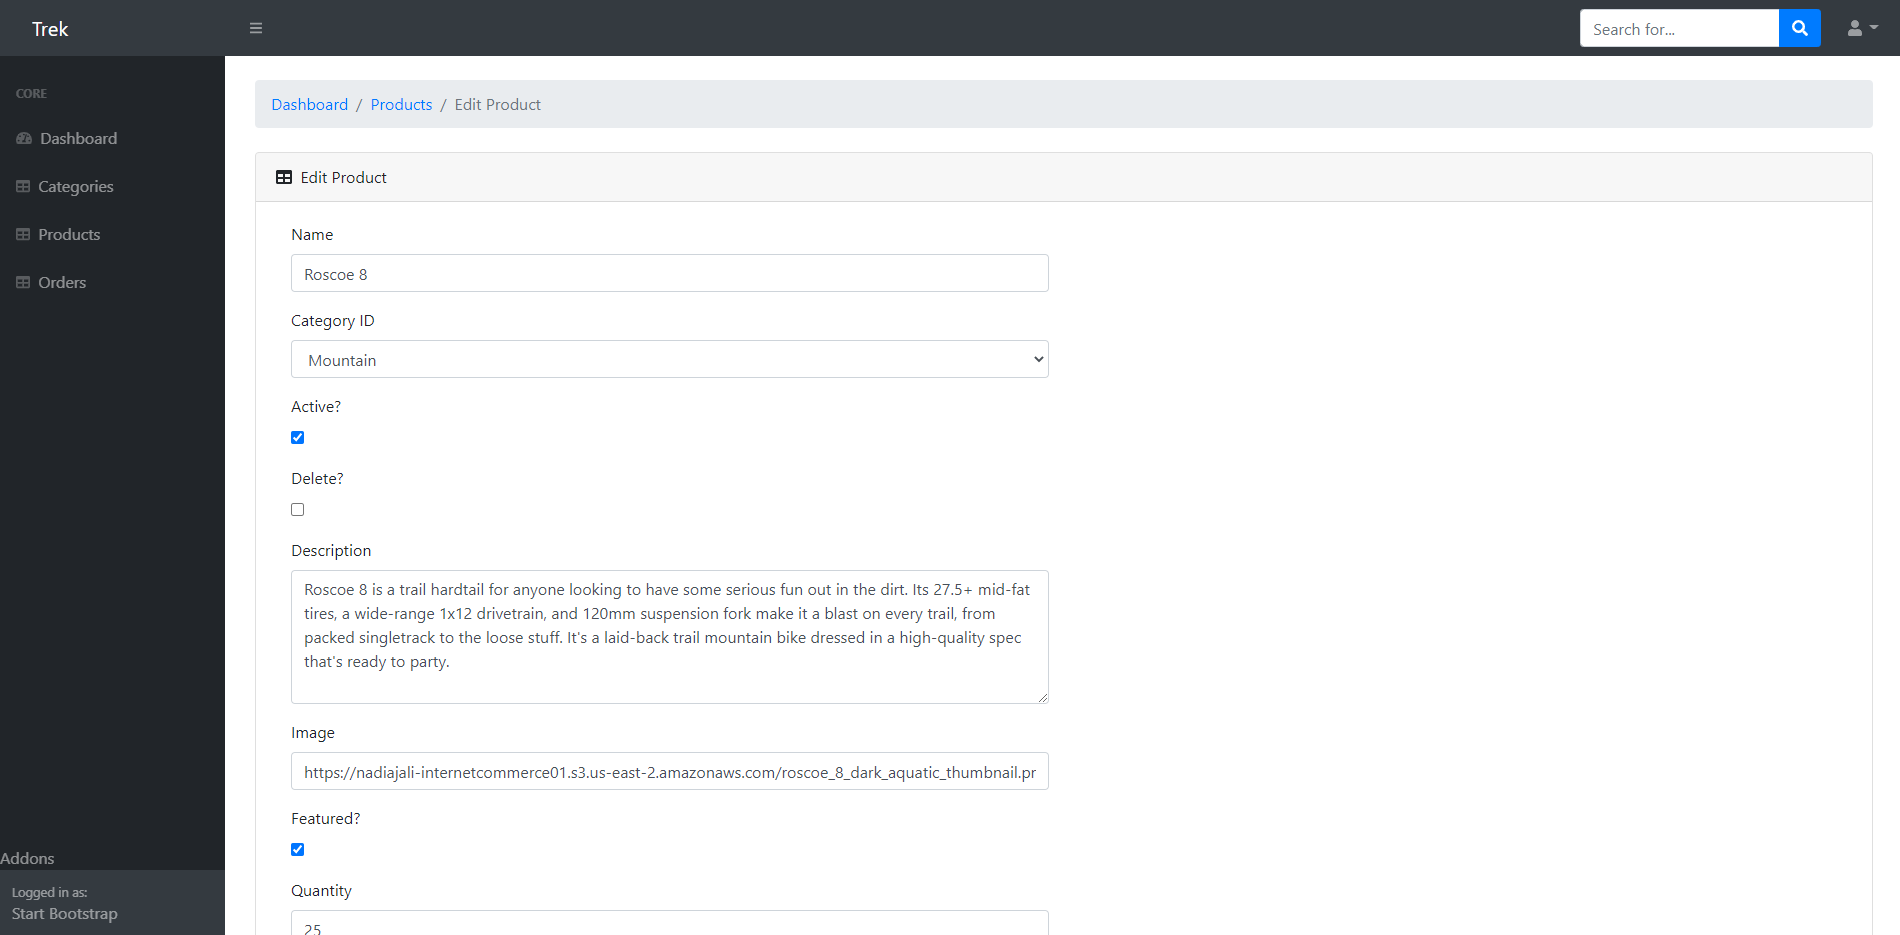 Trek
Search for...
CORE
Dashboard
Categories
Products
Orders
Addons
Logged in as:
Start Bootstrap
Dashboard / Products / Edit Product
Edit Product
Name
Roscoe 8
Category ID
Mountain
Active?
Delete?
Description
Roscoe 8 is a trail hardtail for anyone looking to have some serious fun out in the dirt. Its 27.5+ mid-fat
tires, a wide-range 1x12 drivetrain, and 120mm suspension fork make it a blast on every trail, from
packed singletrack to the loose stuff. It's a laid-back trail mountain bike dressed in a high-quality spec
that's ready to party.
Image
https://nadiajali-internetcommerce01.s3.us-east-2.amazonaws.com/roscoe_8_dark_aquatic_thumbnail.pr
Featured?
Quantity
25